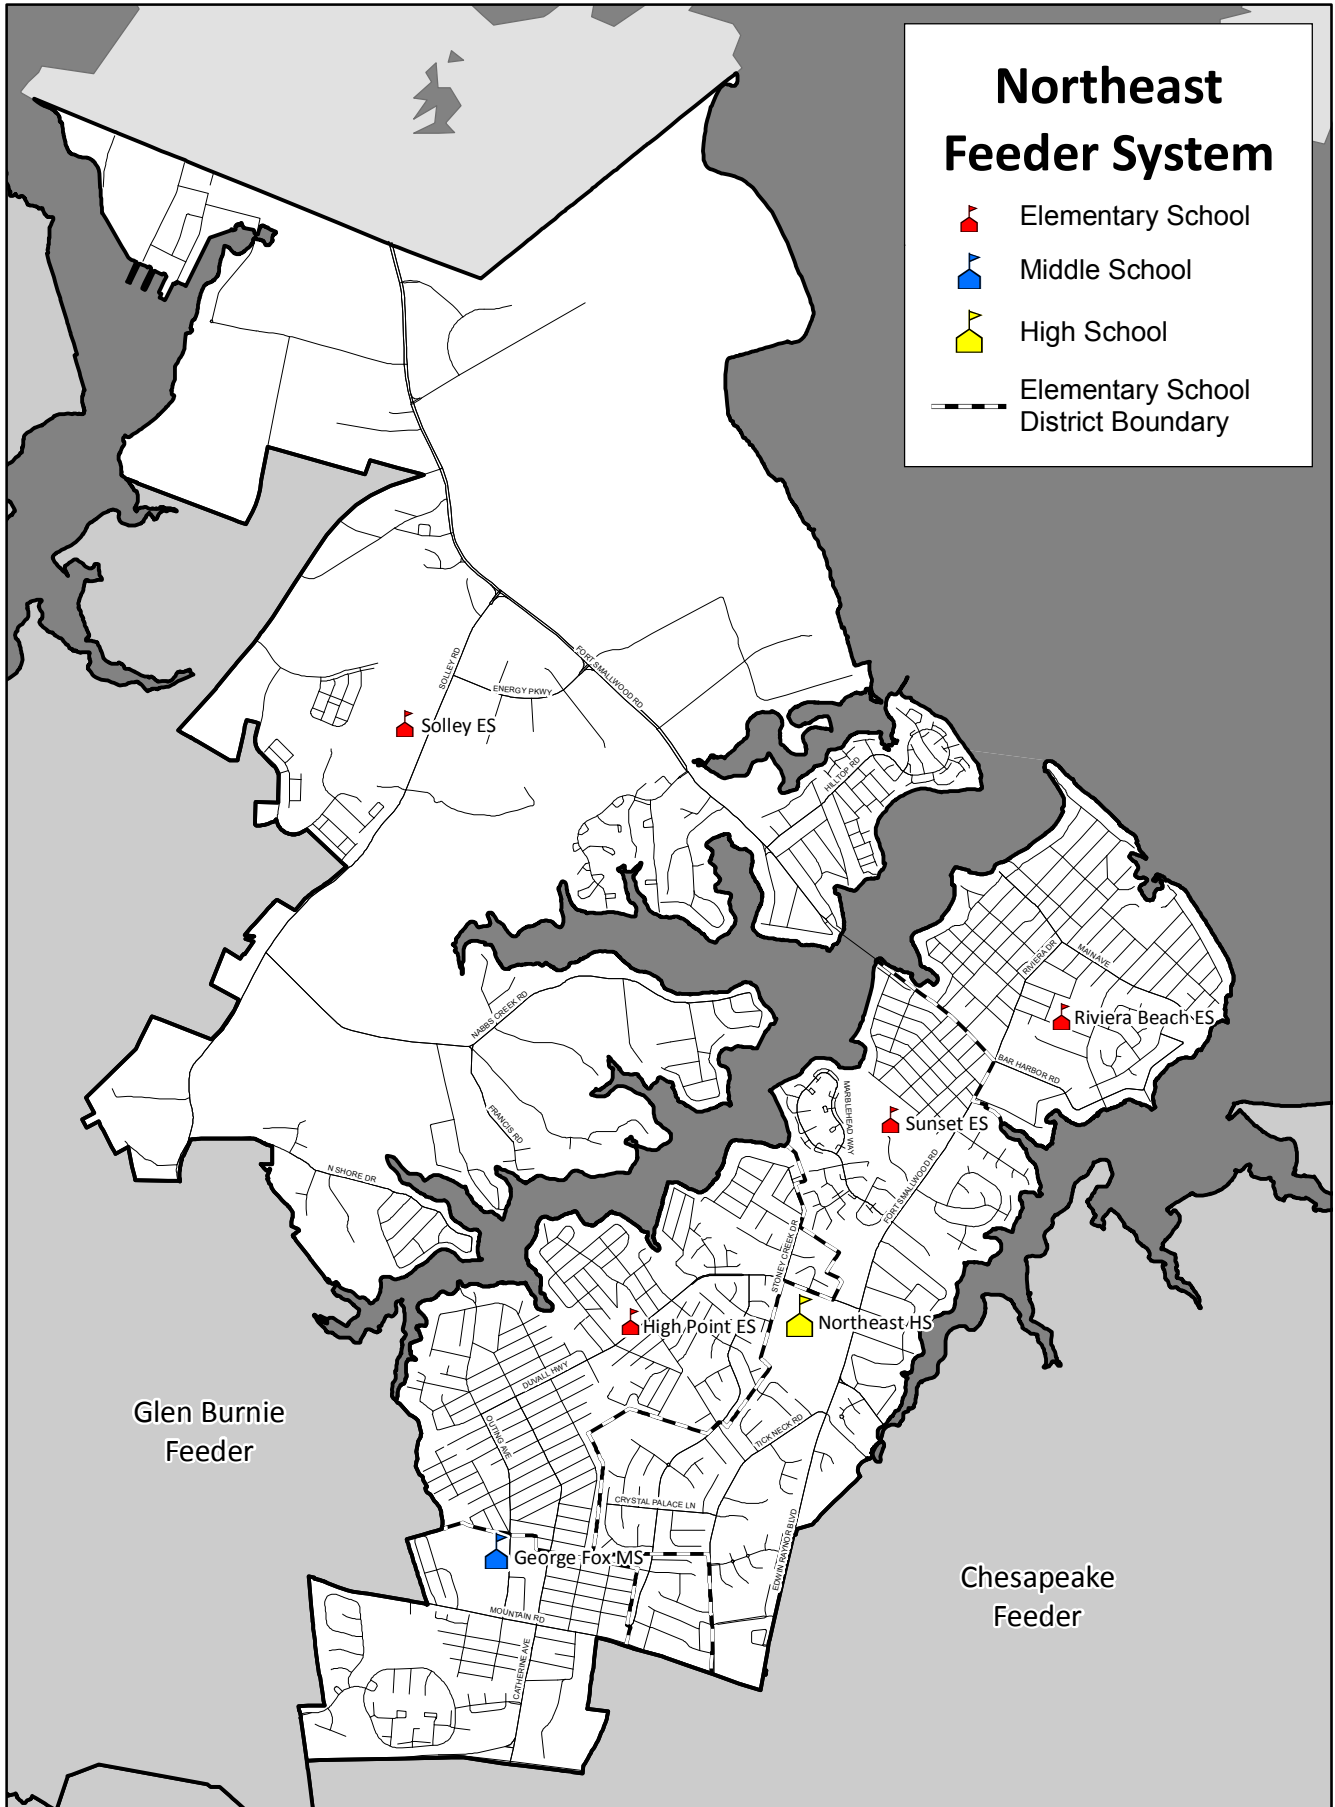 Northeast
Feeder System
Elementary School
Middle School
High School
Elementary School
District Boundary
SOLLEY RD
FORT SMALLWOOD RD
ENERGY PKWY
Solley ES
HILLTOP RD
RIVIERA DR
MAIN AVE
NABBS CREEK RD
Riviera Beach ES
BAR HARBOR RD
MARBLEHEAD WAY
FRANCIS RD
Sunset ES
N SHORE DR
FORT SMALLWOOD RD
STONEY CREEK DR
High Point ES
Northeast HS
DUVALL HWY
Glen Burnie
Feeder
OUTING AVE
TICK NECK RD
CRYSTAL PALACE LN
EDWIN RAYNOR BLVD
George Fox MS
Chesapeake
Feeder
MOUNTAIN RD
CATHERINE AVE